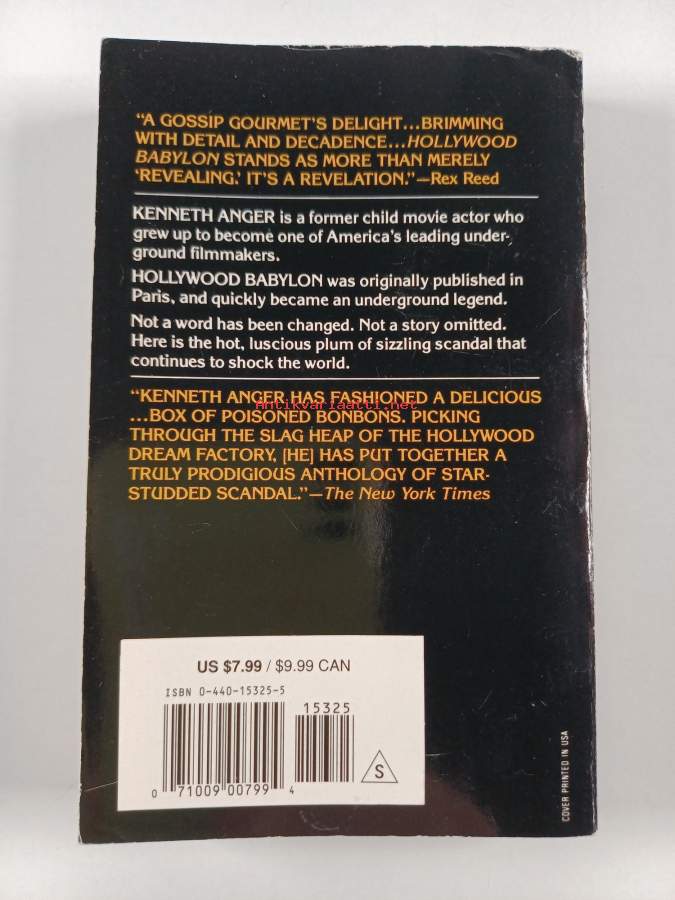 “A GOSSIP GOURMET’S DELIGHT...BRIMMING
WITH DETAIL AND DECADENCE...HOLLYWOOD
BABYLON STANDS AS MORE THAN MERELY
‘REVEALING.’ IT’S A REVELATION.”—Rex Reed
KENNETH ANGER is a former child movie actor who
grew up to become one of America’s leading under-
ground filmmakers.
HOLLYWOOD BABYLON was originally published in
Paris, and quickly became an underground legend.
Not a word has been changed. Not a story omitted.
Here is the hot, luscious plum of sizzling scandal that
continues to shock the world.
“KENNETH ANGER HAS FASHIONED A DELICIOUS
Antikvariaatti.net
...BOX OF POISONED BONBONS. PICKING
THROUGH THE SLAG HEAP OF THE HOLLYWOOD
DREAM FACTORY, [HE] HAS PUT TOGETHER A
TRULY PRODIGIOUS ANTHOLOGY OF STAR-
STUDDED SCANDAL.”—The New York Times
US $7.99 / $9.99 CAN
ISBN 0-440-15325-5
15325
S
0 71009 00799 4
COVER PRINTED IN USA